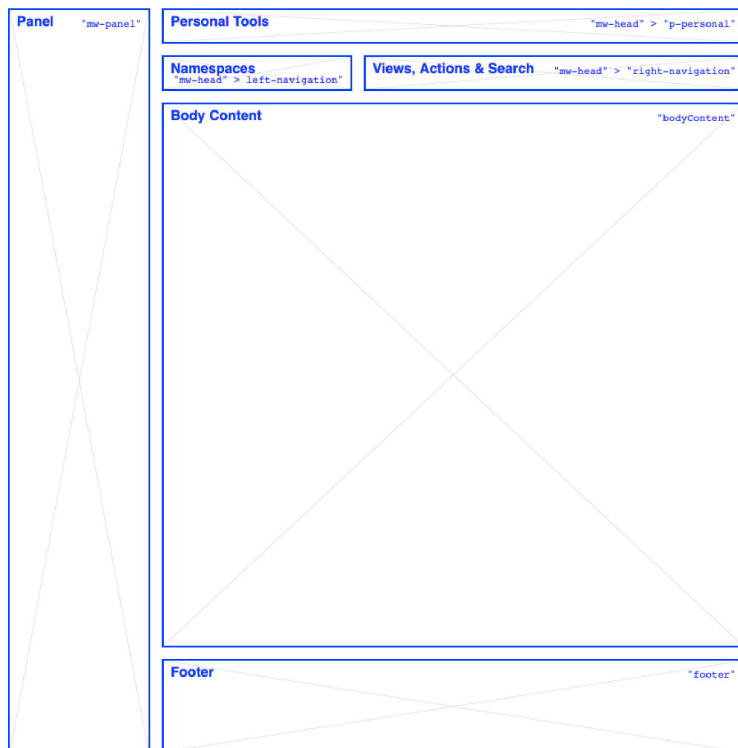 Panel "mw-panel"
Personal Tools "mw-head" > "p-personal"
Namespaces
"mw-head" > left-navigation"
Views, Actions & Search "mw-head" > "right-navigation"
Body Content "bodyContent"
Footer "footer"